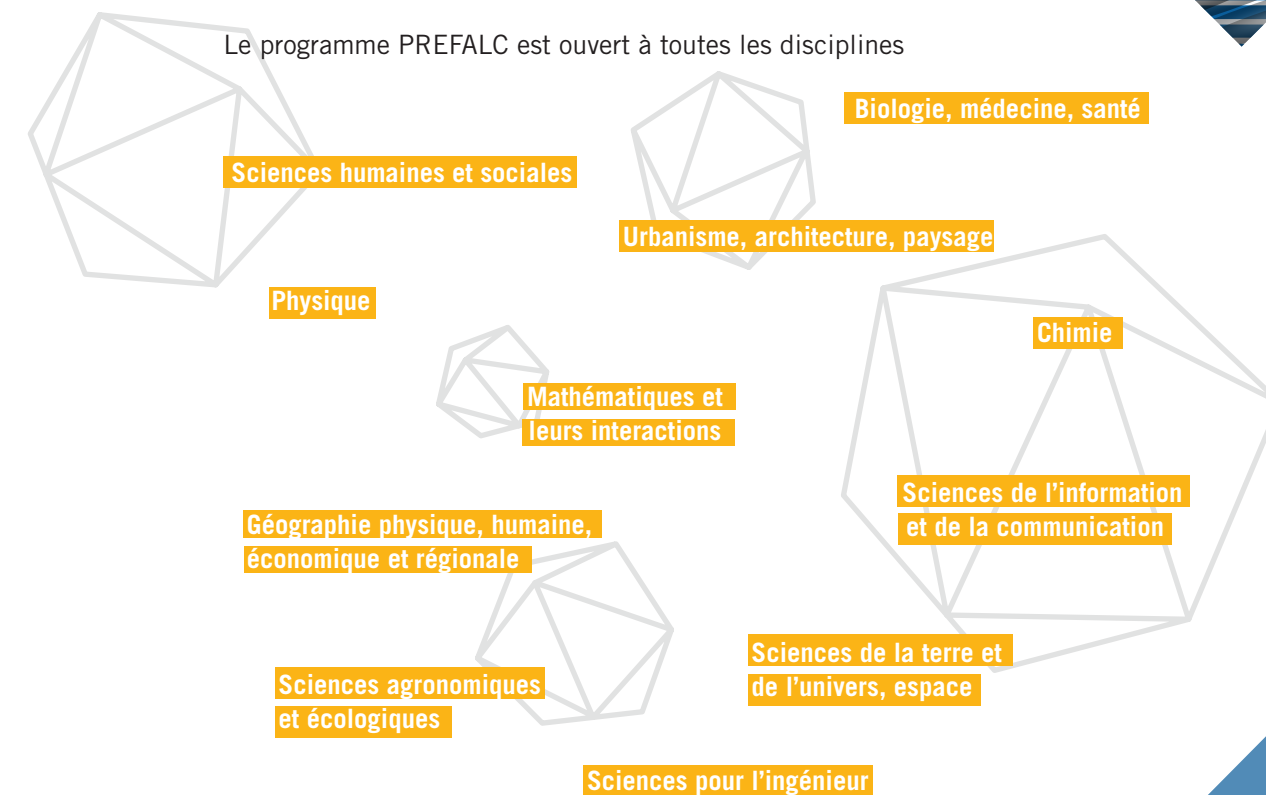 Le programme PREFALC est ouvert à toutes les disciplines
Biologie, médecine, santé
Sciences humaines et sociales
Urbanisme, architecture, paysage
Physique
Chimie
Mathématiques et
leurs interactions
Sciences de l’information
et de la communication
Géographie physique, humaine,
économique et régionale
Sciences de la terre et
de l’univers, espace
Sciences agronomiques
et écologiques
Sciences pour l’ingénieur